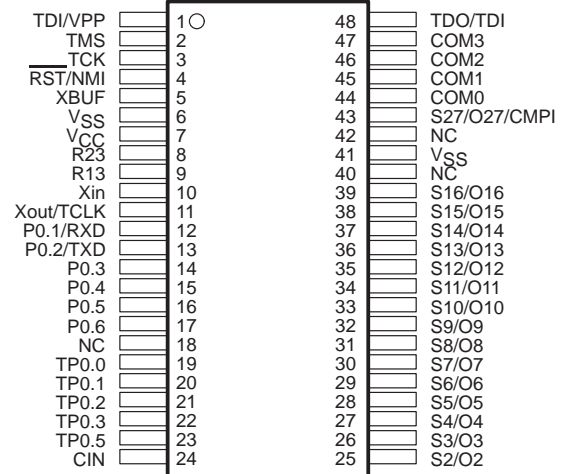 TDI/VPP 1 48 TDO/TDI
TMS 2 47 COM3
TCK 3 46 COM2
RST/NMI 4 45 COM1
XBUF 5 44 COM0
VSS 6 43 S27/O27/CMPI
VCC 7 42 NC
R23 8 41 VSS
R13 9 40 NC
Xin 10 39 S16/O16
Xout/TCLK 11 38 S15/O15
P0.1/RXD 12 37 S14/O14
P0.2/TXD 13 36 S13/O13
P0.3 14 35 S12/O12
P0.4 15 34 S11/O11
P0.5 16 33 S10/O10
P0.6 17 32 S9/O9
NC 18 31 S8/O8
TP0.0 19 30 S7/O7
TP0.1 20 29 S6/O6
TP0.2 21 28 S5/O5
TP0.3 22 27 S4/O4
TP0.5 23 26 S3/O3
CIN 24 25 S2/O2